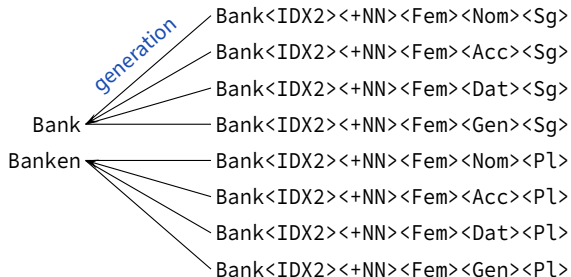 generation
Bank<IDX2><+NN><Fem><Nom><Sg>
Bank<IDX2><+NN><Fem><Acc><Sg>
Bank<IDX2><+NN><Fem><Dat><Sg>
Bank Bank<IDX2><+NN><Fem><Gen><Sg>
Banken Bank<IDX2><+NN><Fem><Nom><Pl>
Bank<IDX2><+NN><Fem><Acc><Pl>
Bank<IDX2><+NN><Fem><Dat><Pl>
Bank<IDX2><+NN><Fem><Gen><Pl>